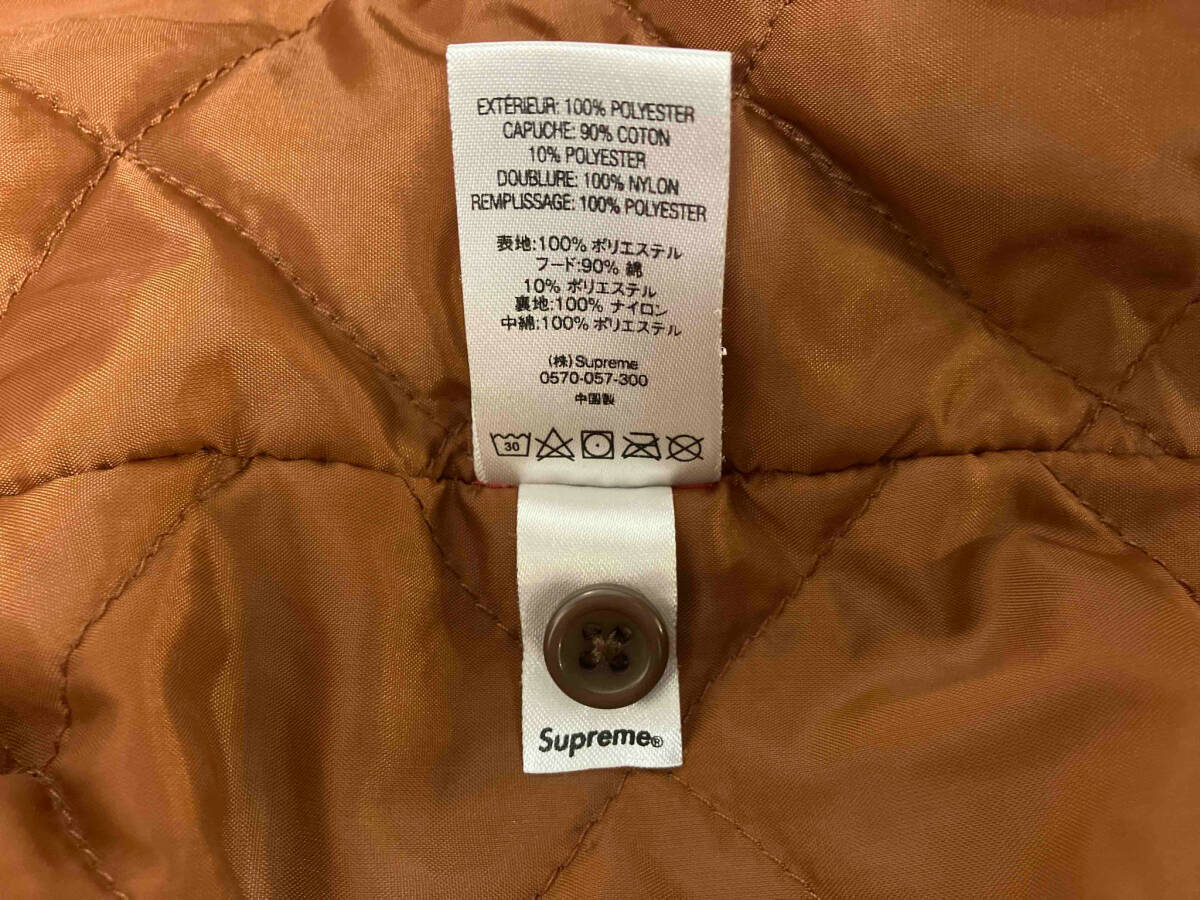 EXTÉRIEUR: 100% POLYESTER
CAPUCHE: 90% COTON
10% POLYESTER
DOUBLURE: 100% NYLON
REMPLISSAGE: 100% POLYESTER
表地:100% ポリエステル
フード:90% 綿
10% ポリエステル
裏地:100% ナイロン
中綿:100% ポリエステル
(株)Supreme
0570-057-300
中国製
30
Supreme®